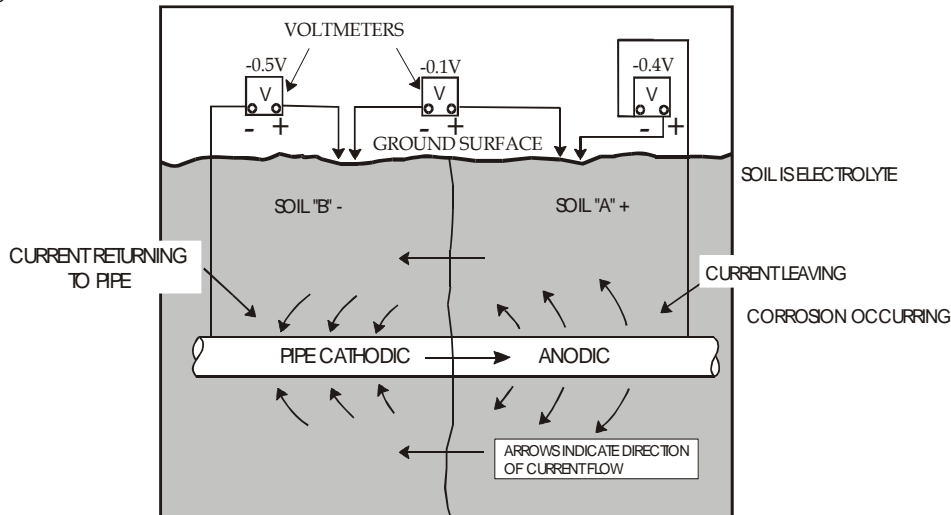 VOLTMETERS
-0.5V
-0.1V
-0.4V
V
V
V
- +
- +
- +
GROUND SURFACE
SOIL IS ELECTROLYTE
SOIL "B" -
SOIL "A" +
CURRENT RETURNING
TO PIPE
CURRENT LEAVING
CORROSION OCCURRING
PIPE CATHODIC
ANODIC
ARROWS INDICATE DIRECTION
OF CURRENT FLOW